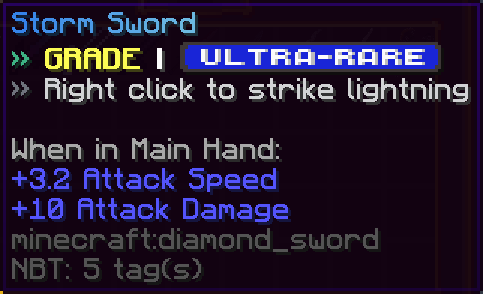 Storm Sword
» GRADE | ULTRA-RARE
» Right click to strike lightning
When in Main Hand:
+3.2 Attack Speed
+10 Attack Damage
minecraft:diamond_sword
NBT: 5 tag(s)